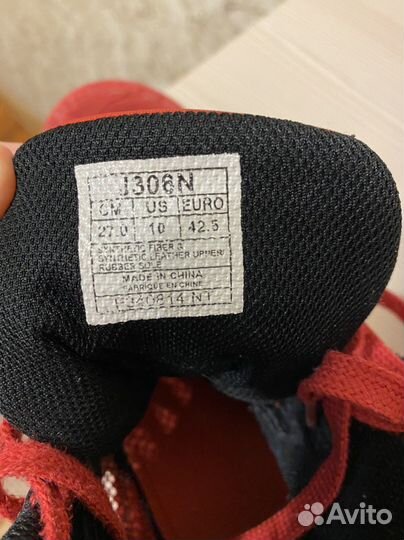 J306N
CM US EURO
27.0 10 42.5
SYNTHETIC FIBER &
SYNTHETIC LEATHER UPPER/
RUBBER SOLE
MADE IN CHINA
FABRIQUE EN CHINE
Avito